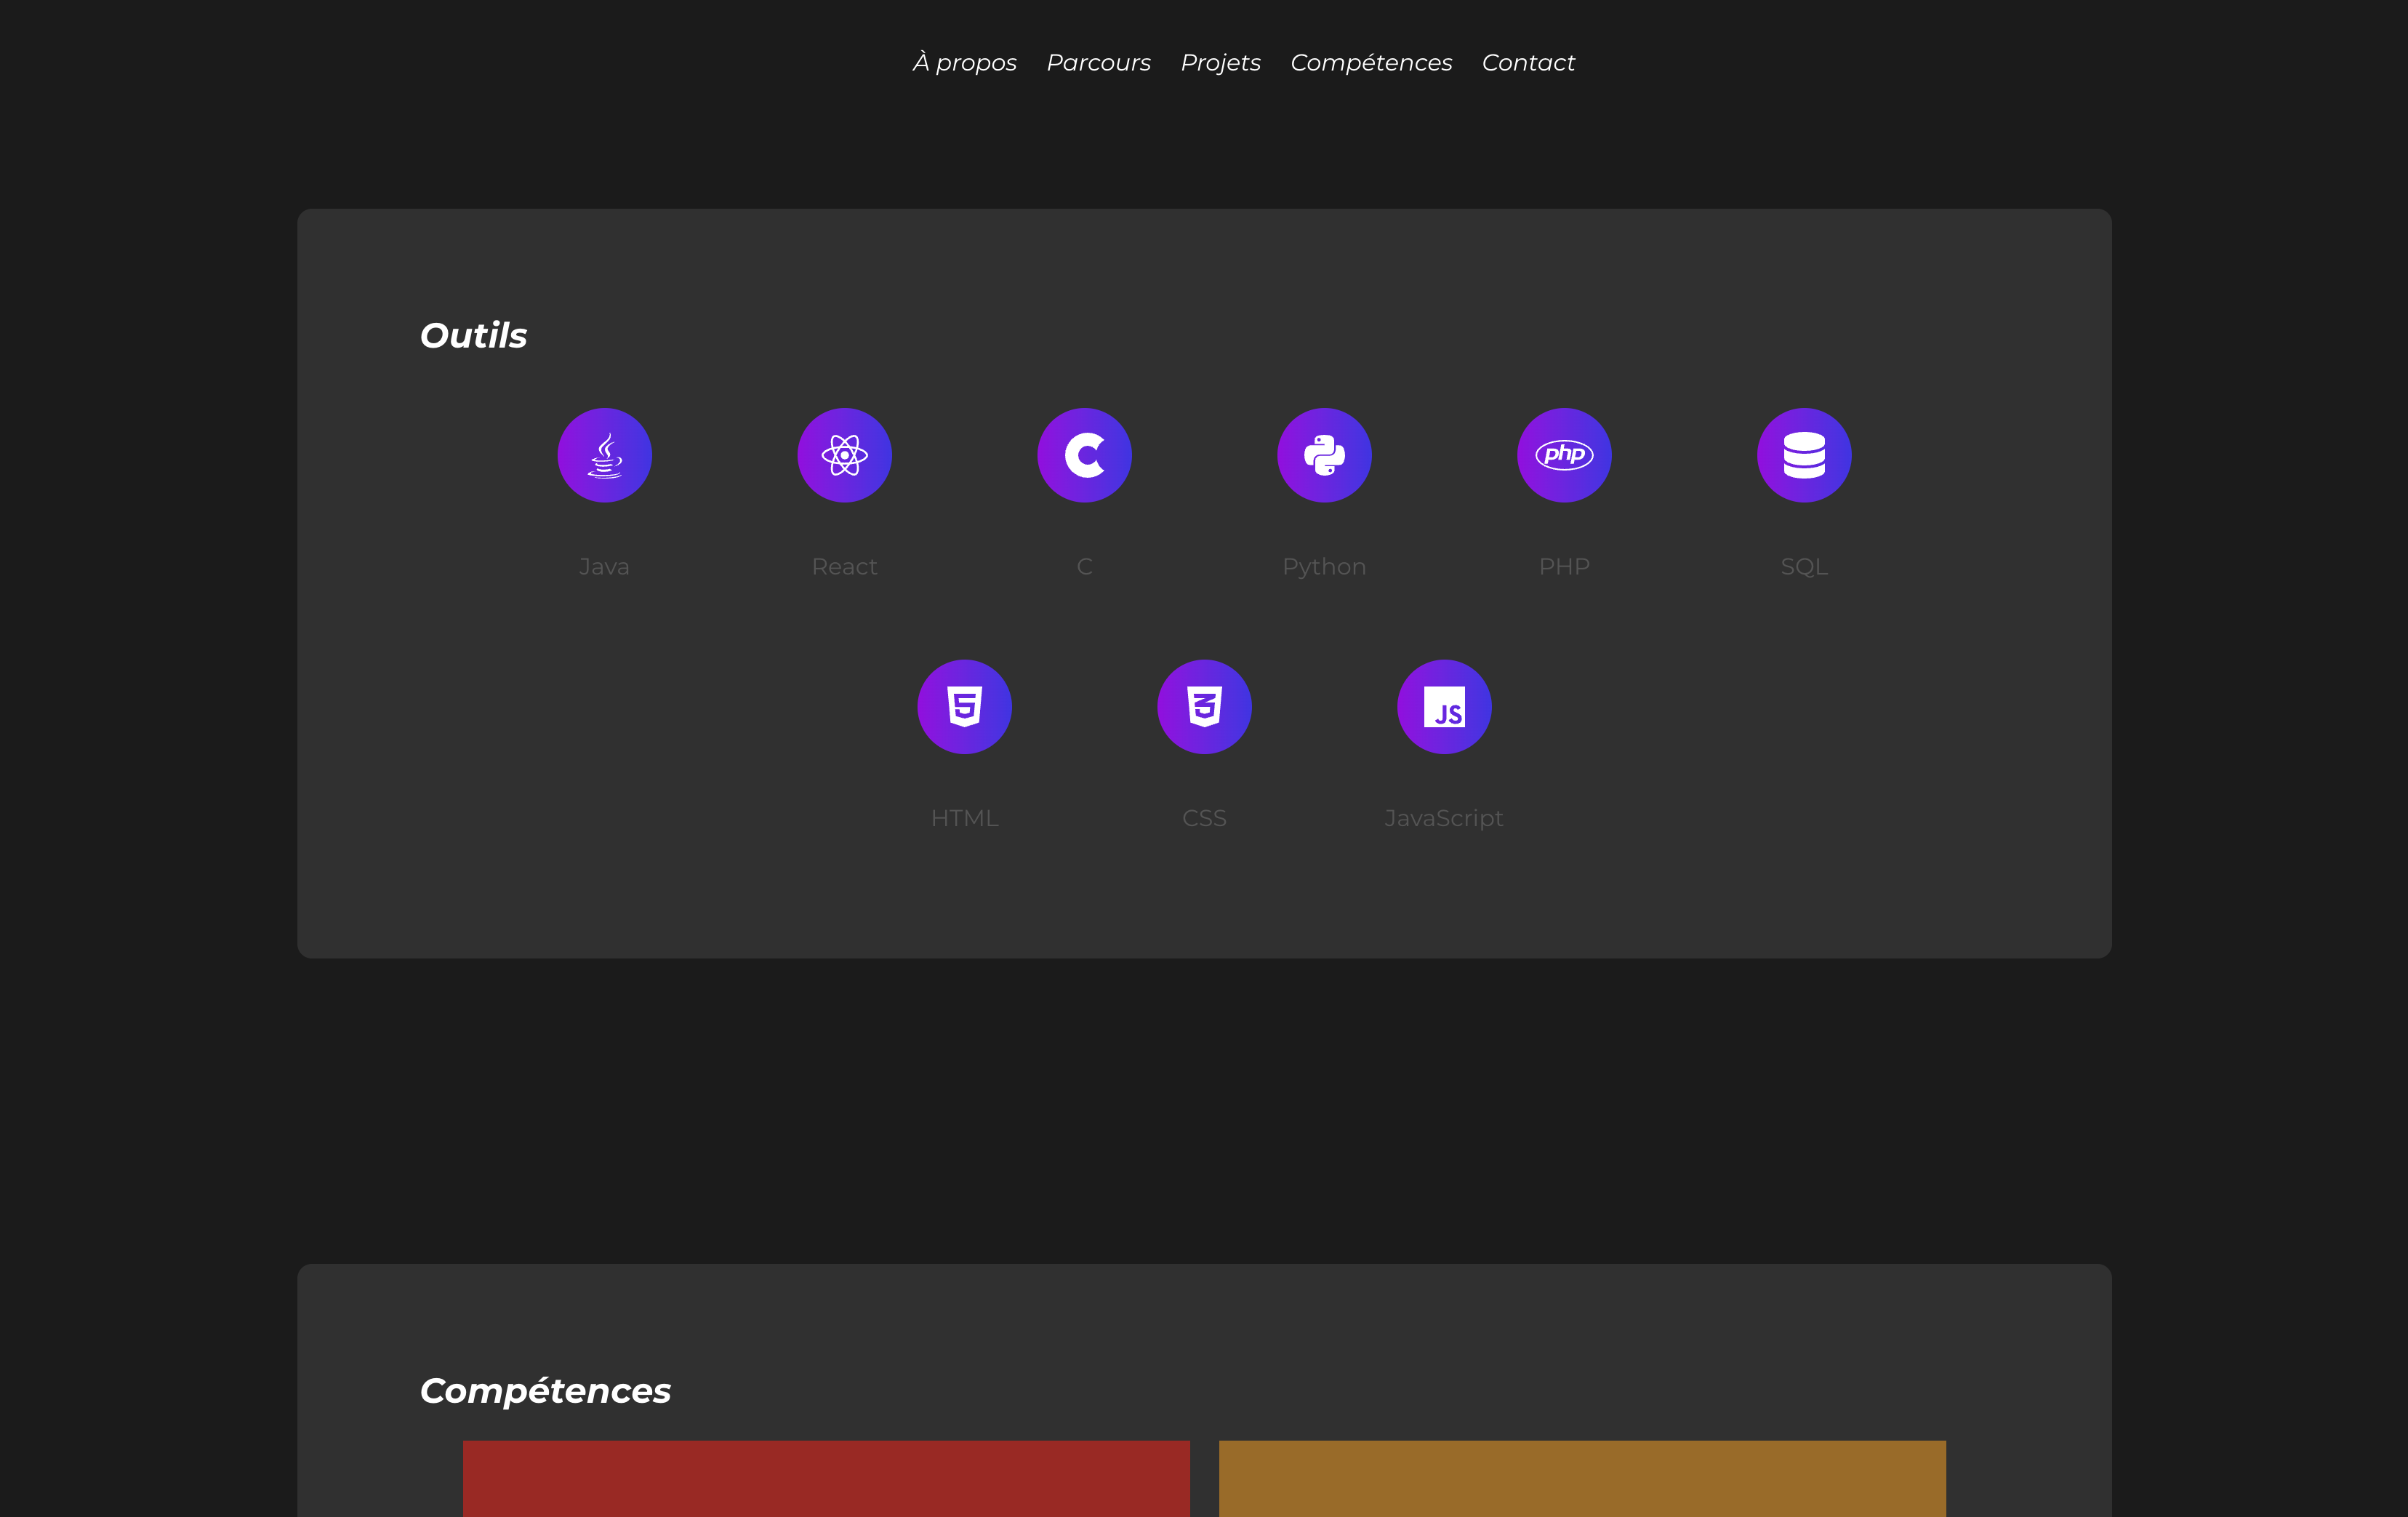 À propos Parcours Projets Compétences Contact
Outils
php
Java React C Python PHP SQL
JS
HTML CSS JavaScript
Compétences